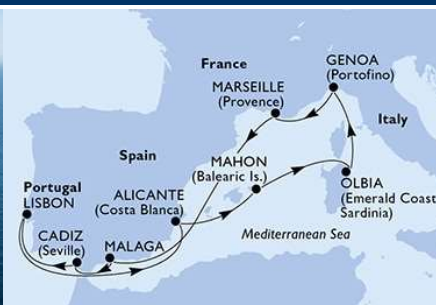 France
GENOA
(Portofino)
MARSEILLE
(Provence)
Italy
Spain
MAHON
(Balearic Is.)
Portugal
LISBON
ALICANTE
(Costa Blanca)
OLBIA
(Emerald Coast
Sardinia)
CADIZ
(Seville)
MALAGA
Mediterranean Sea